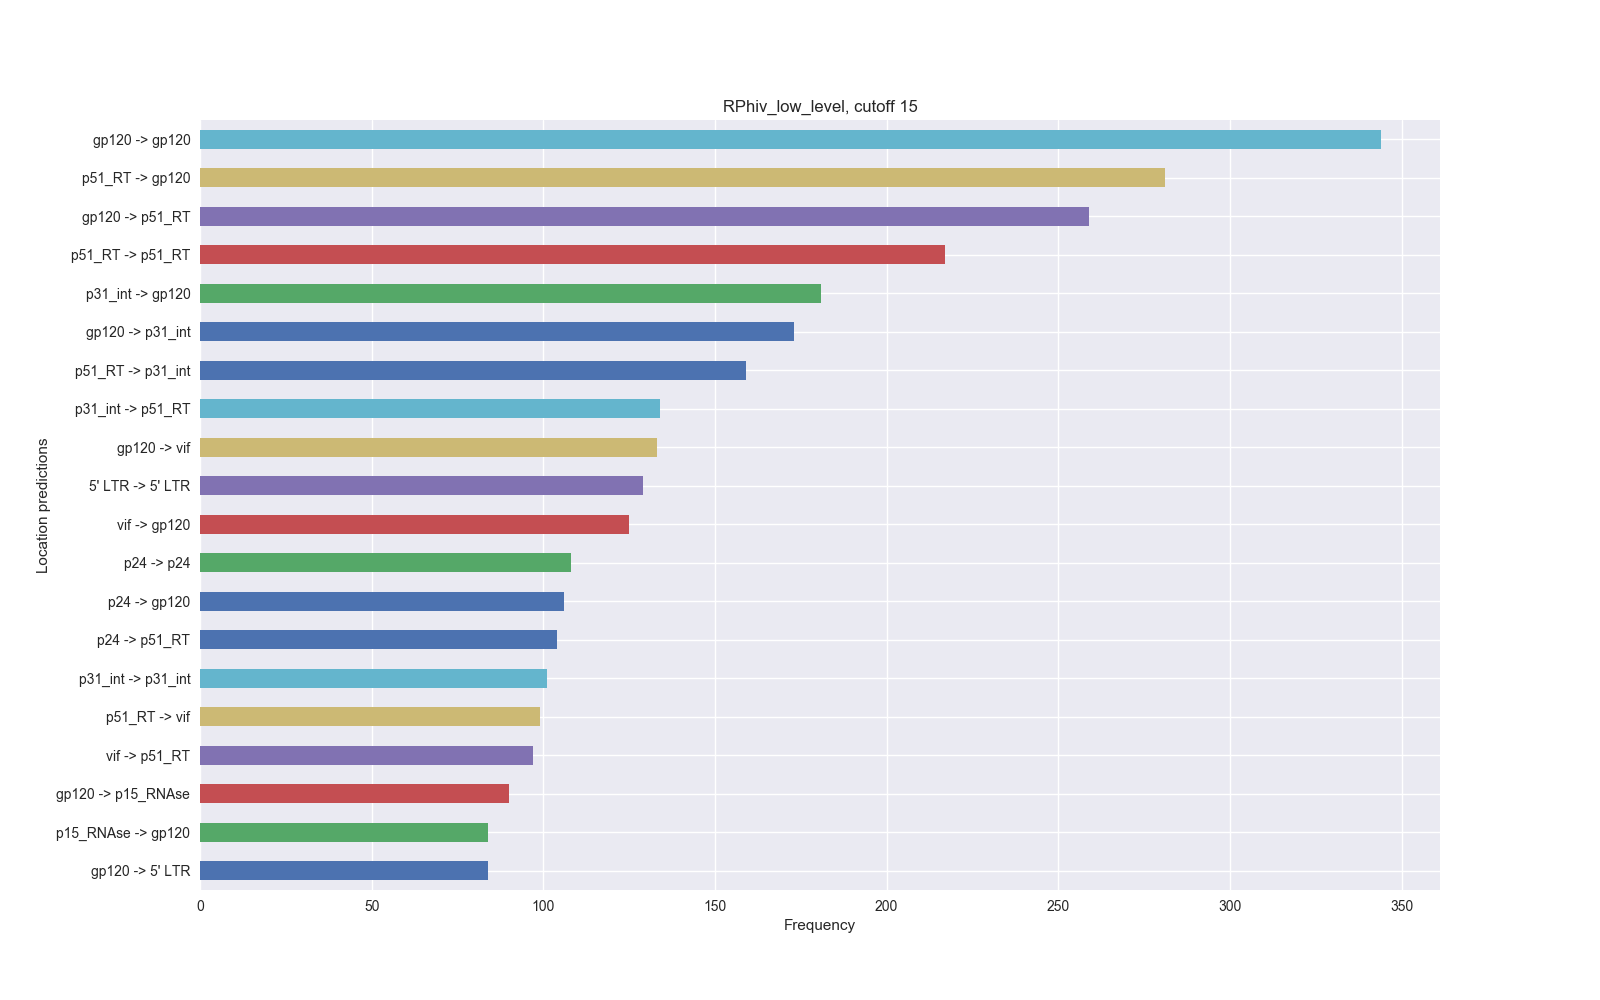 RPhiv_low_level, cutoff 15
gp120 -> gp120
p51_RT -> gp120
gp120 -> p51_RT
p51_RT -> p51_RT
p31_int -> gp120
gp120 -> p31_int
p51_RT -> p31_int
p31_int -> p51_RT
gp120 -> vif
5' LTR -> 5' LTR
vif -> gp120
p24 -> p24
p24 -> gp120
p24 -> p51_RT
p31_int -> p31_int
p51_RT -> vif
vif -> p51_RT
gp120 -> p15_RNAse
p15_RNAse -> gp120
gp120 -> 5' LTR
Location predictions
0 50 100 150 200 250 300 350
Frequency